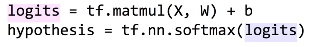 logits = tf.matmul(X, W) + b
hypothesis = tf.nn.softmax(logits)